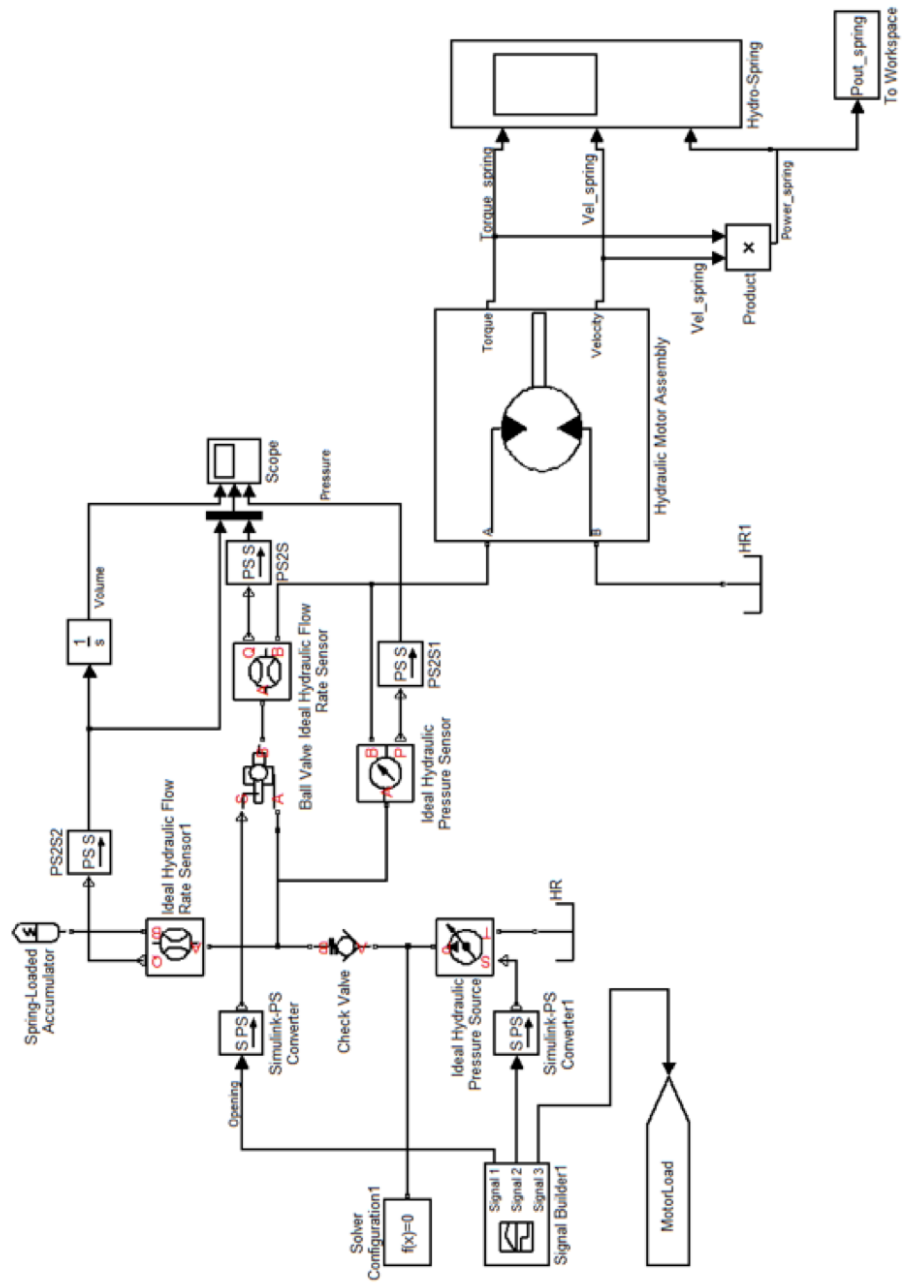 Spring-Loaded
Accumulator
PS2S2
PS S
Ideal Hydraulic Flow
Rate Sensor1
Q
B
A
1
s
Volume
Scope
Pressure
PS S
PS2S
Q
A
B
Ideal Hydraulic Flow
Rate Sensor
S
A
B
Ball Valve
A
B
P
Ideal Hydraulic
Pressure Sensor
PS S
PS2S1
Opening
S PS
Simulink-PS
Converter
B
A
Check Valve
Solver
Configuration1
f(x)=0
Ideal Hydraulic
Pressure Source
P
S
T
HR
S PS
Simulink-PS
Converter1
Signal 1
Signal 2
Signal 3
Signal Builder1
MotorLoad
A
B
Torque
Velocity
Hydraulic Motor Assembly
HR1
Torque_spring
Vel_spring
Vel_spring
×
Product
Power_spring
Hydro-Spring
Pout_spring
To Workspace